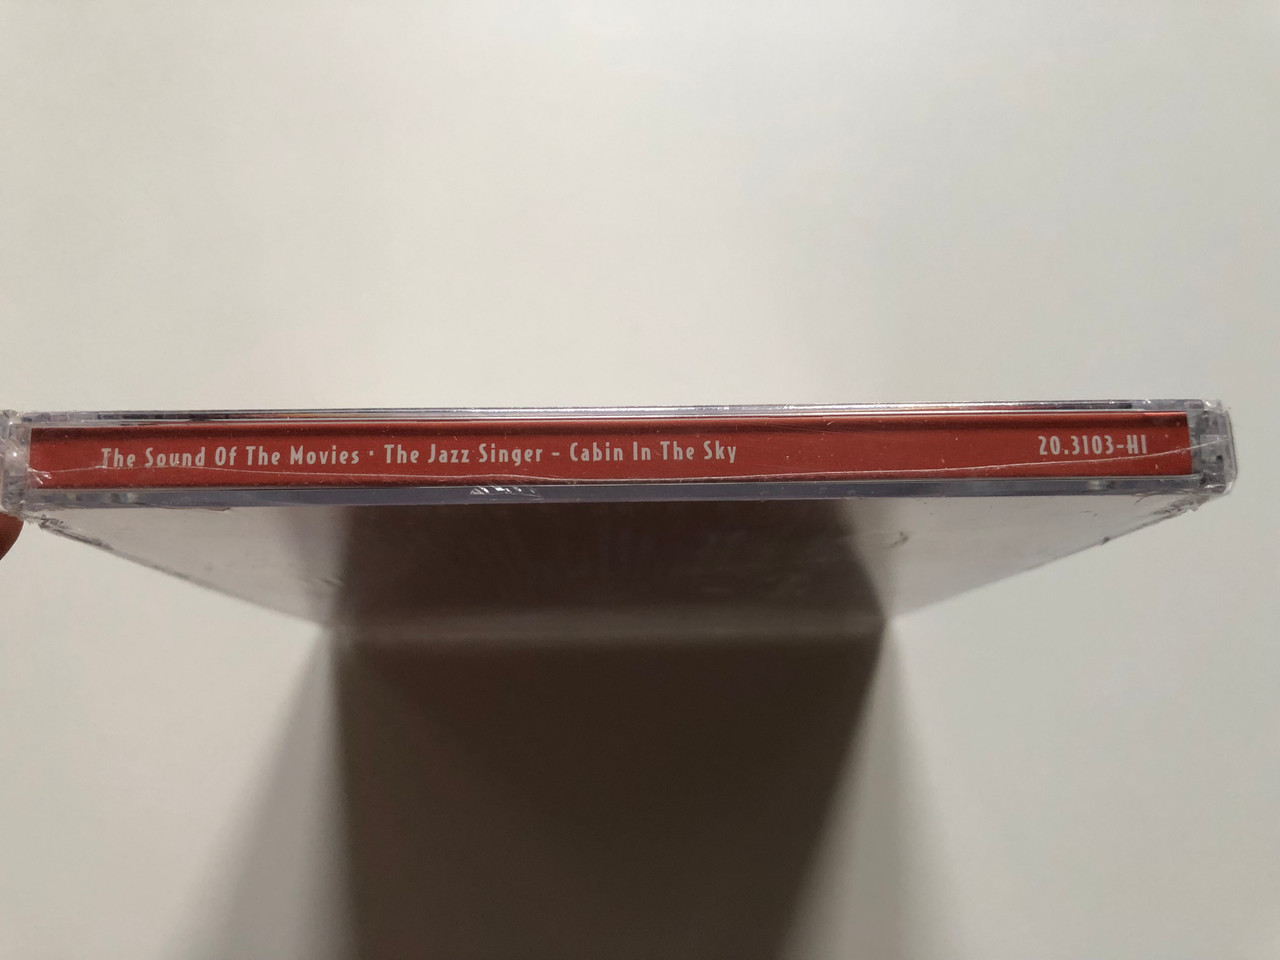 The Sound Of The Movies · The Jazz Singer – Cabin In The Sky 20.3103-HI